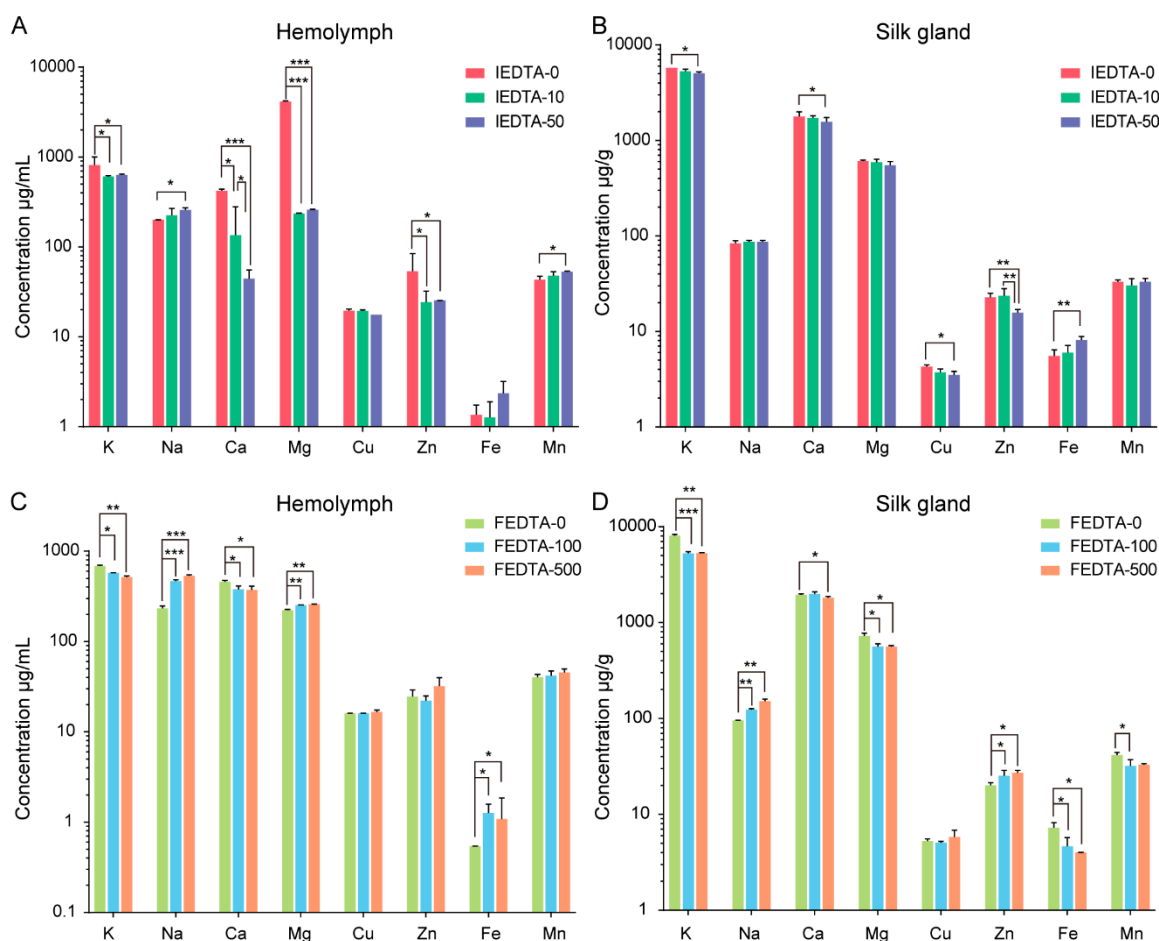 A
Hemolymph
Concentration µg/mL
10000
1000
100
10
1
IEDTA-0
IEDTA-10
IEDTA-50
* * * * *** * * *** *** * * *
K Na Ca Mg Cu Zn Fe Mn
B
Silk gland
Concentration µg/g
10000
1000
100
10
1
IEDTA-0
IEDTA-10
IEDTA-50
* * * ** ** **
K Na Ca Mg Cu Zn Fe Mn
C
Hemolymph
Concentration µg/mL
1000
100
10
1
0.1
FEDTA-0
FEDTA-100
FEDTA-500
** * *** *** * * ** ** * *
K Na Ca Mg Cu Zn Fe Mn
D
Silk gland
Concentration µg/g
10000
1000
100
10
1
FEDTA-0
FEDTA-100
FEDTA-500
** *** ** ** * * * * * * * *
K Na Ca Mg Cu Zn Fe Mn